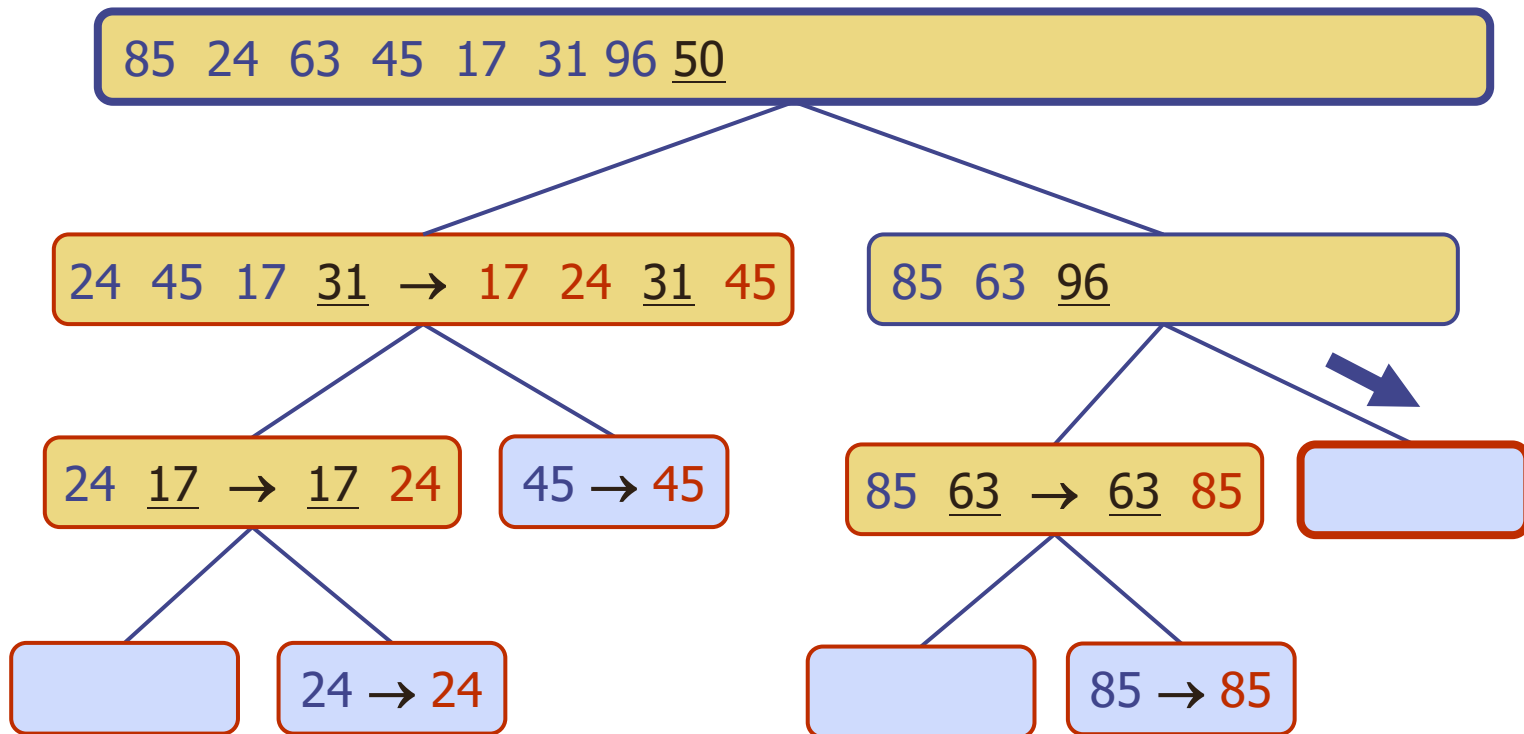 85 24 63 45 17 31 96 50
24 45 17 31 → 17 24 31 45
85 63 96
24 17 → 17 24
45 → 45
85 63 → 63 85
24 → 24
85 → 85